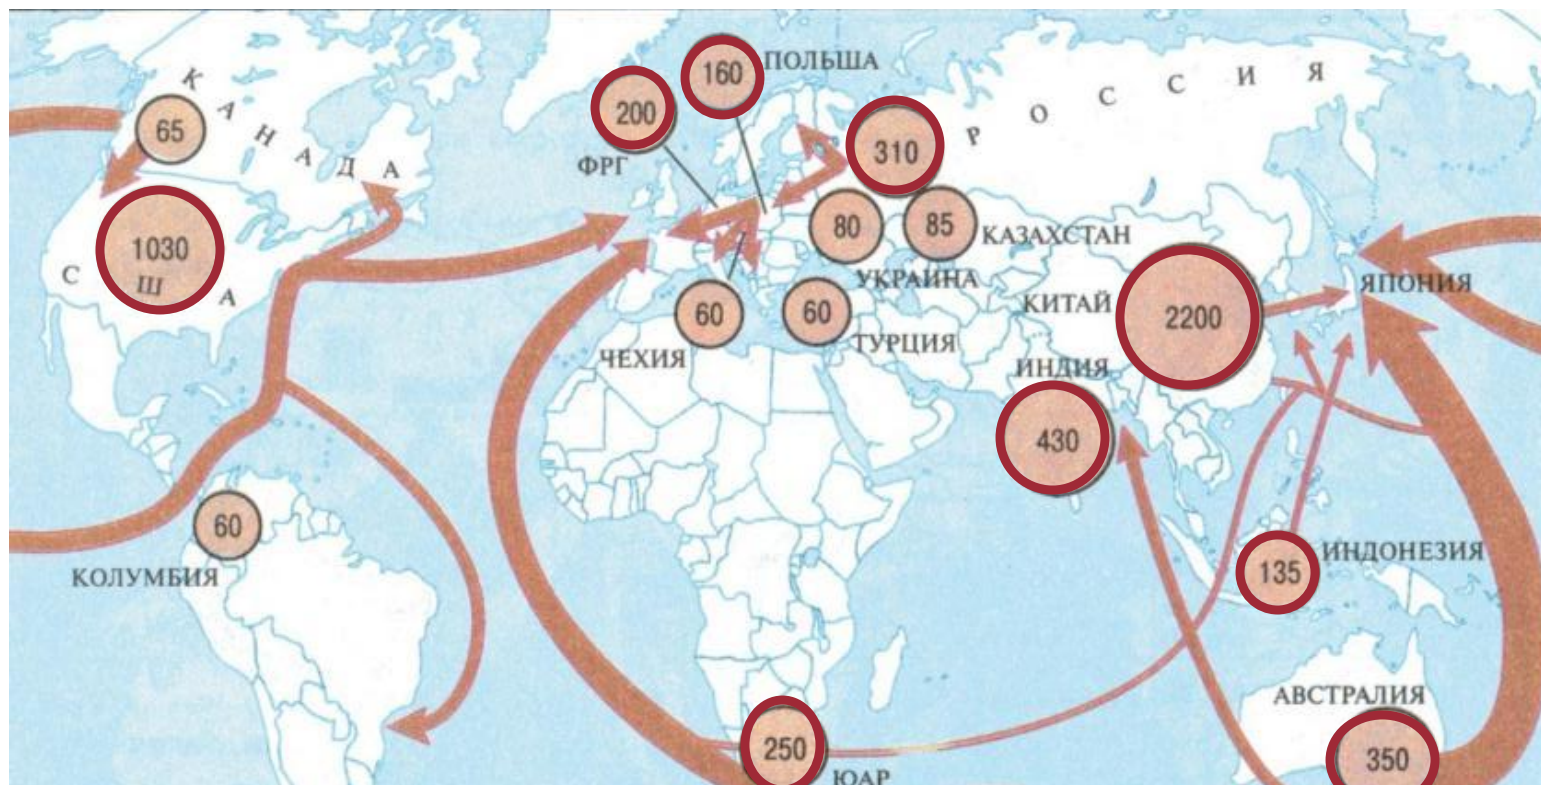 КАНАДА
65
1030
США
60
КОЛУМБИЯ
200
ФРГ
160
ПОЛЬША
310
РОССИЯ
80
УКРАИНА
85
КАЗАХСТАН
60
ЧЕХИЯ
60
ТУРЦИЯ
КИТАЙ
2200
ЯПОНИЯ
ИНДИЯ
430
135
ИНДОНЕЗИЯ
АВСТРАЛИЯ
350
250
ЮАР